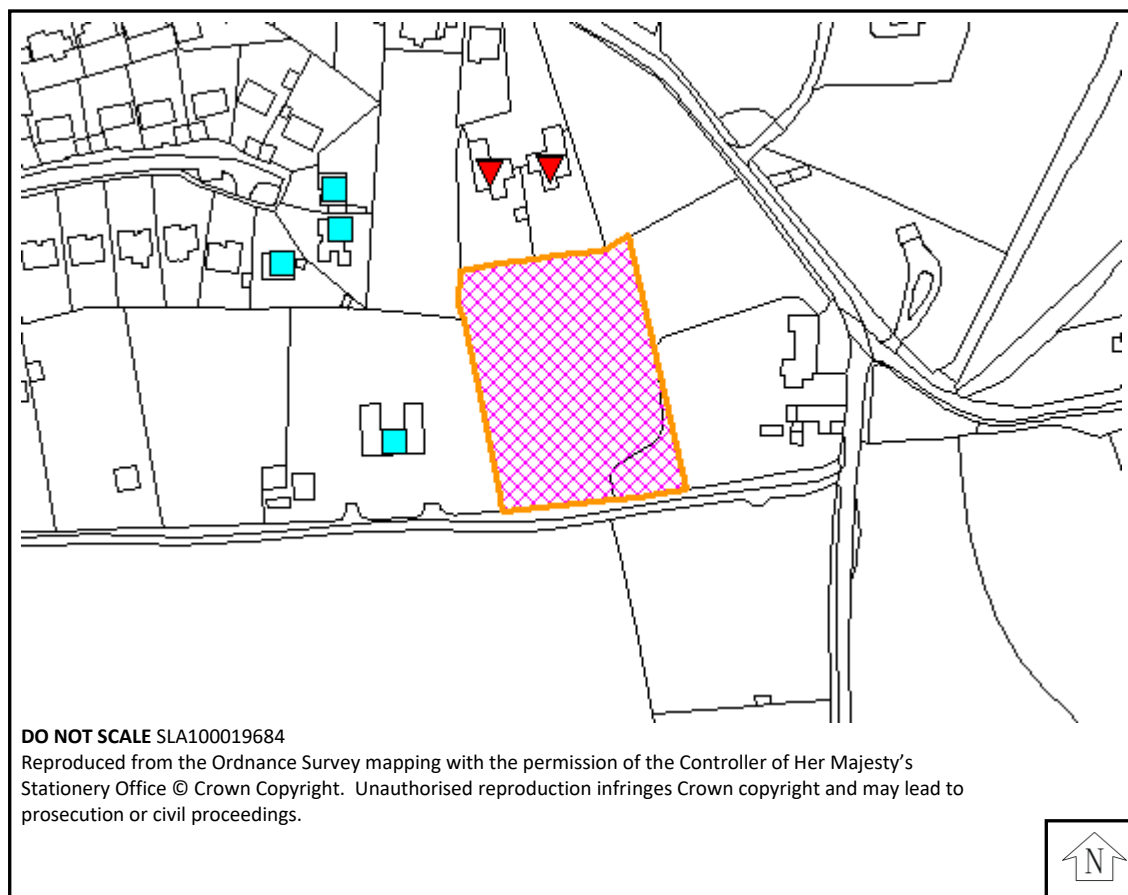 DO NOT SCALE SLA100019684
Reproduced from the Ordnance Survey mapping with the permission of the Controller of Her Majesty’s
Stationery Office © Crown Copyright.  Unauthorised reproduction infringes Crown copyright and may lead to
prosecution or civil proceedings.
N